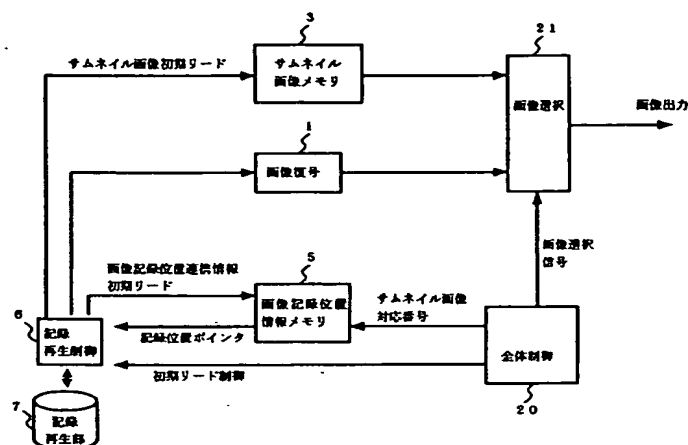 3
サムネイル
画像メモリ
サムネイル画像初期リード
21
画像選択
画像出力
1
画像復号
画像選択
信号
画像記録位置連携情報
初期リード
5
画像記録位置
情報メモリ
サムネイル画像
対応番号
6
記録
再生制御
記録位置ポインタ
初期リード制御
全体制御
20
7
記録
再生部